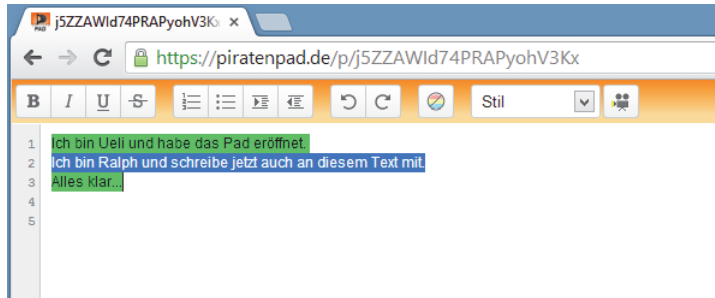 j5ZZAWId74PRAPyohV3K
https://piratenpad.de/p/j5ZZAWId74PRAPyohV3Kx
B I U S Stil
1 Ich bin Ueli und habe das Pad eröffnet.
2 Ich bin Ralph und schreibe jetzt auch an diesem Text mit.
3 Alles klar...
4
5